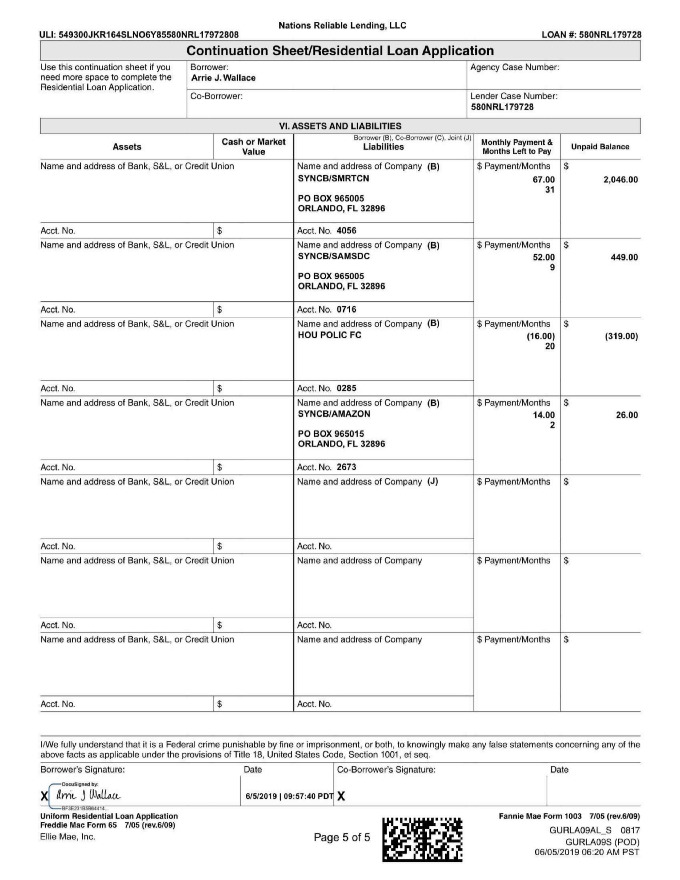 Nations Reliable Lending, LLC
ULI: 549300JKR164SLNO6Y85580NRL17972808 LOAN #: 580NRL179728
Continuation Sheet/Residential Loan Application
Use this continuation sheet if you need more space to complete the Residential Loan Application.
Borrower:
Arrie J. Wallace
Agency Case Number:
Co-Borrower:
Lender Case Number:
580NRL179728
VI. ASSETS AND LIABILITIES
Assets
Cash or Market Value
Borrower (B), Co-Borrower (C), Joint (J)
Liabilities
Monthly Payment & Months Left to Pay
Unpaid Balance
Name and address of Bank, S&L, or Credit Union Name and address of Company (B) $ Payment/Months $
SYNCB/SMRTCN 67.00 2,046.00
31
PO BOX 965005
ORLANDO, FL 32896
Acct. No. $ Acct. No. 4056
Name and address of Bank, S&L, or Credit Union Name and address of Company (B) $ Payment/Months $
SYNCB/SAMSDC 52.00 449.00
9
PO BOX 965005
ORLANDO, FL 32896
Acct. No. $ Acct. No. 0716
Name and address of Bank, S&L, or Credit Union Name and address of Company (B) $ Payment/Months $
HOU POLIC FC (16.00) (319.00)
20
Acct. No. $ Acct. No. 0285
Name and address of Bank, S&L, or Credit Union Name and address of Company (B) $ Payment/Months $
SYNCB/AMAZON 14.00 26.00
2
PO BOX 965015
ORLANDO, FL 32896
Acct. No. $ Acct. No. 2673
Name and address of Bank, S&L, or Credit Union Name and address of Company (J) $ Payment/Months $
Acct. No. $ Acct. No.
Name and address of Bank, S&L, or Credit Union Name and address of Company $ Payment/Months $
Acct. No. $ Acct. No.
Name and address of Bank, S&L, or Credit Union Name and address of Company $ Payment/Months $
Acct. No. $ Acct. No.
I/We fully understand that it is a Federal crime punishable by fine or imprisonment, or both, to knowingly make any false statements concerning any of the
above facts as applicable under the provisions of Title 18, United States Code, Section 1001, et seq.
Borrower's Signature: Date Co-Borrower's Signature: Date
DocuSigned by:
X Arrie J Wallace 6/5/2019 | 09:57:40 PDT X
Uniform Residential Loan Application Fannie Mae Form 1003 7/05 (rev.6/09)
Freddie Mac Form 65 7/05 (rev.6/09)
Ellie Mae, Inc. Page 5 of 5 GURLA09AL_S 0817
GURLA09S (POD)
06/05/2019 06:20 AM PST